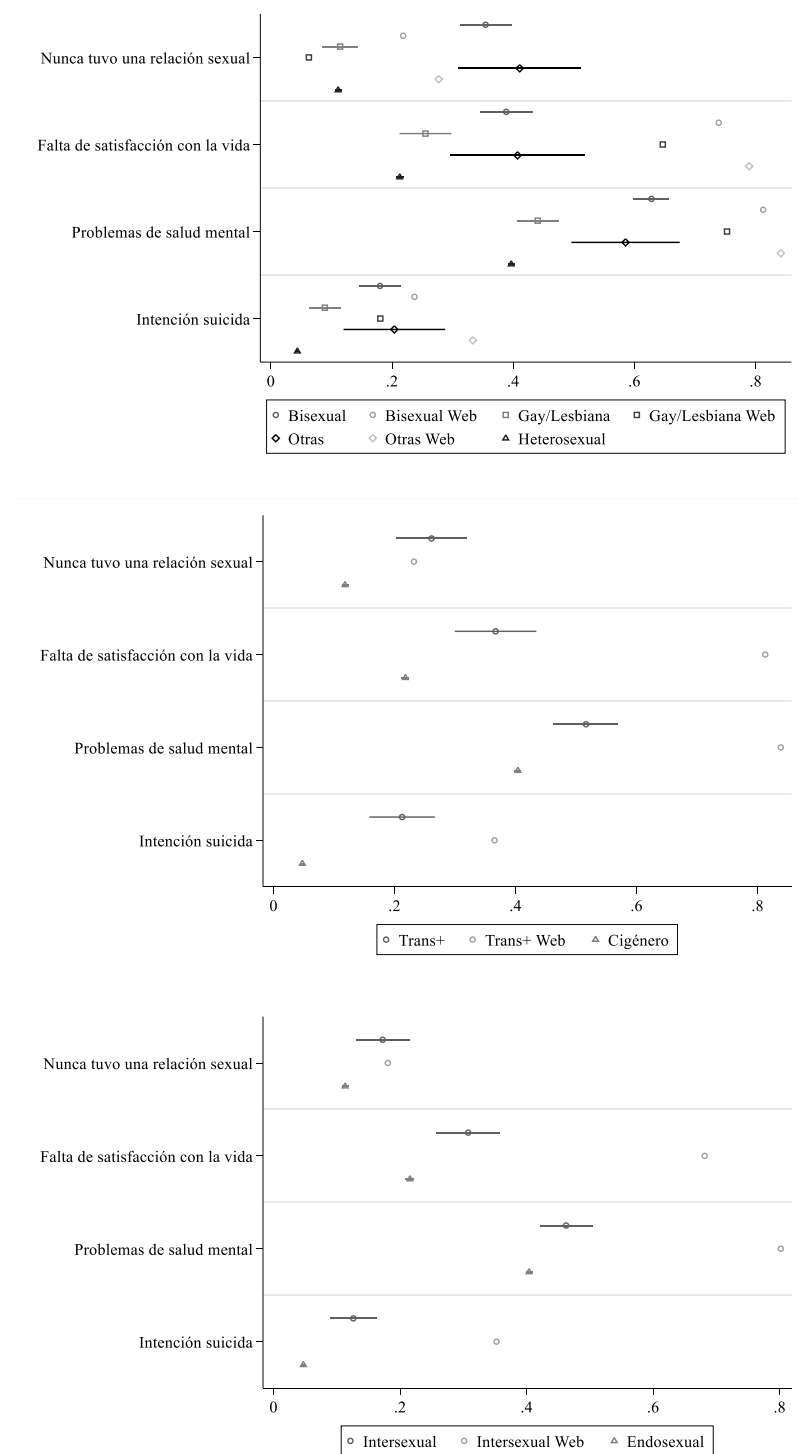 Nunca tuvo una relación sexual
Falta de satisfacción con la vida
Problemas de salud mental
Intención suicida
0 .2 .4 .6 .8
Bisexual Bisexual Web Gay/Lesbiana Gay/Lesbiana Web
Otras Otras Web Heterosexual
Nunca tuvo una relación sexual
Falta de satisfacción con la vida
Problemas de salud mental
Intención suicida
0 .2 .4 .6 .8
Trans+ Trans+ Web Cigénero
Nunca tuvo una relación sexual
Falta de satisfacción con la vida
Problemas de salud mental
Intención suicida
0 .2 .4 .6 .8
Intersexual Intersexual Web Endosexual